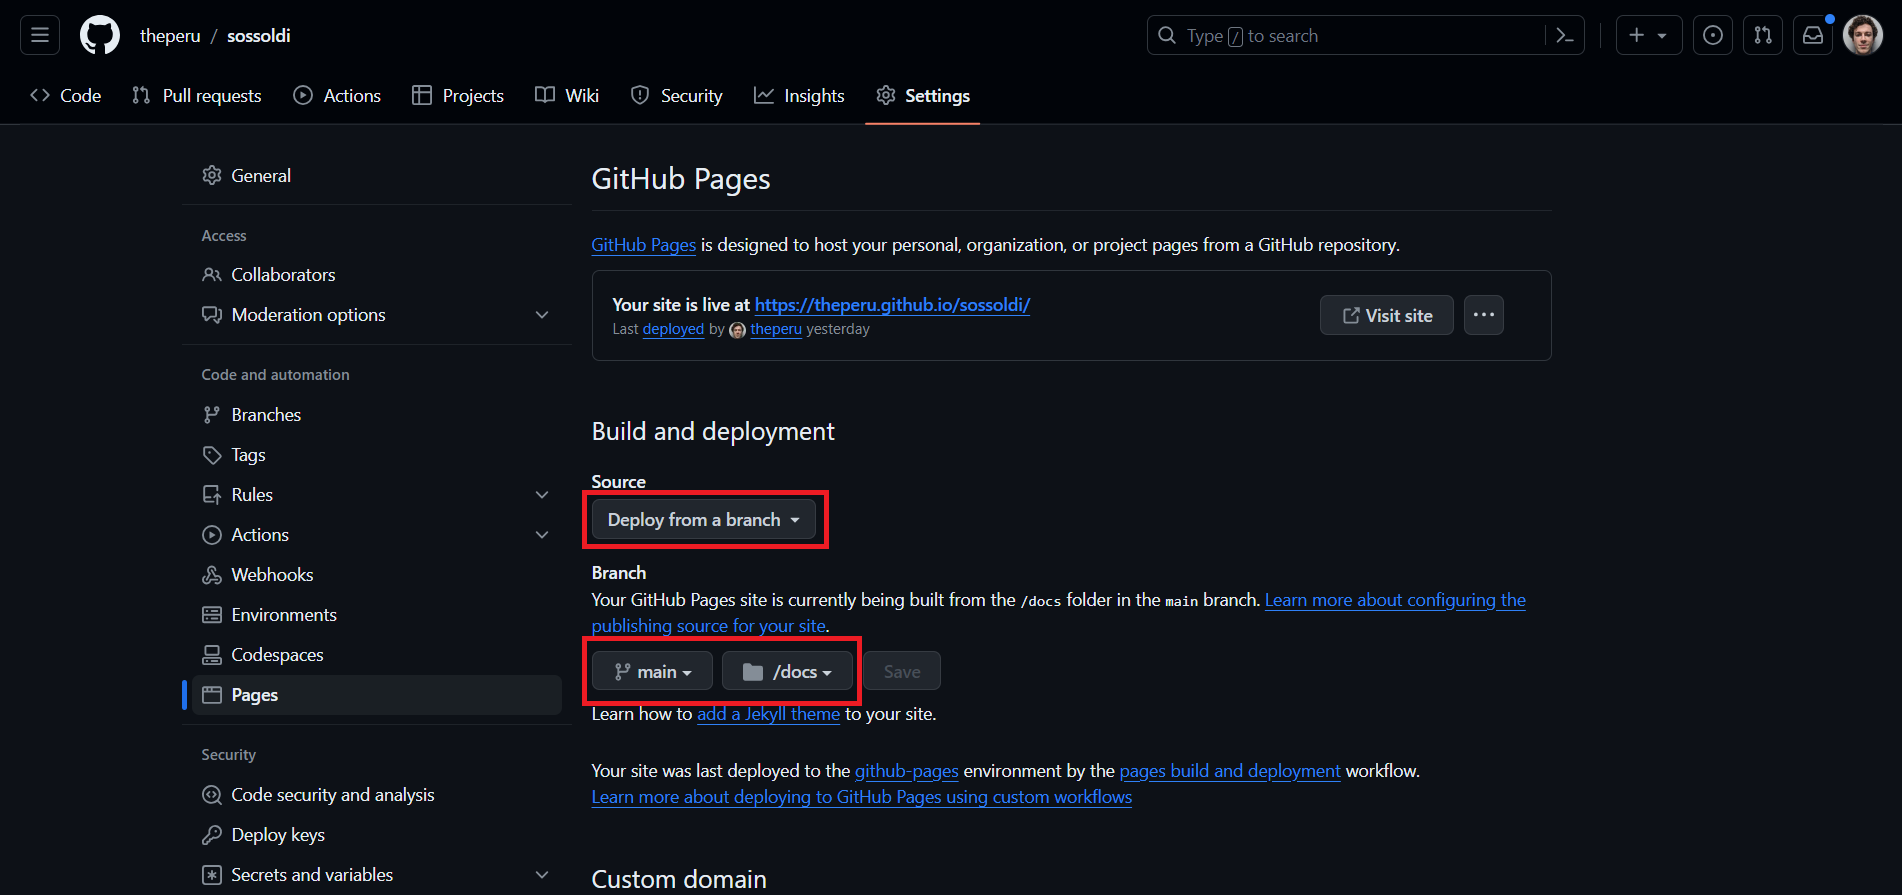 theperu / sossoldi
Type / to search
Code Pull requests Actions Projects Wiki Security Insights Settings
General
Access
Collaborators
Moderation options
Code and automation
Branches
Tags
Rules
Actions
Webhooks
Environments
Codespaces
Pages
Security
Code security and analysis
Deploy keys
Secrets and variables
GitHub Pages
GitHub Pages is designed to host your personal, organization, or project pages from a GitHub repository.
Your site is live at https://theperu.github.io/sossoldi/
Last deployed by theperu yesterday
Visit site
Build and deployment
Source
Deploy from a branch
Branch
Your GitHub Pages site is currently being built from the /docs folder in the main branch. Learn more about configuring the
publishing source for your site.
main /docs Save
Learn how to add a Jekyll theme to your site.
Your site was last deployed to the github-pages environment by the pages build and deployment workflow.
Learn more about deploying to GitHub Pages using custom workflows
Custom domain